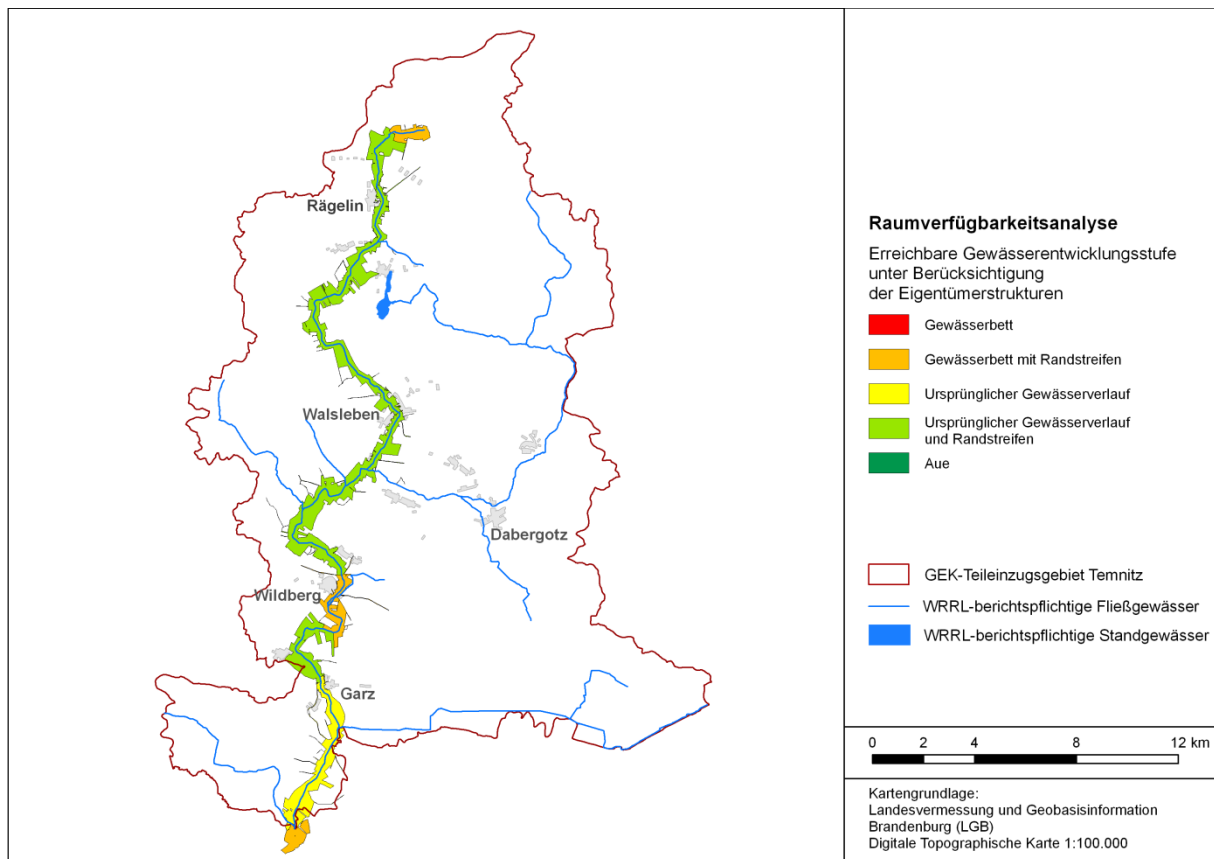 Rägelin
Walsleben
Dabergotz
Wildberg
Garz
Raumverfügbarkeitsanalyse
Erreichbare Gewässerentwicklungsstufe
unter Berücksichtigung
der Eigentümerstrukturen
Gewässerbett
Gewässerbett mit Randstreifen
Ursprünglicher Gewässerverlauf
Ursprünglicher Gewässerverlauf
und Randstreifen
Aue
GEK-Teileinzugsgebiet Temnitz
WRRL-berichtspflichtige Fließgewässer
WRRL-berichtspflichtige Standgewässer
0 2 4 8 12 km
Kartengrundlage:
Landesvermessung und Geobasisinformation
Brandenburg (LGB)
Digitale Topographische Karte 1:100.000